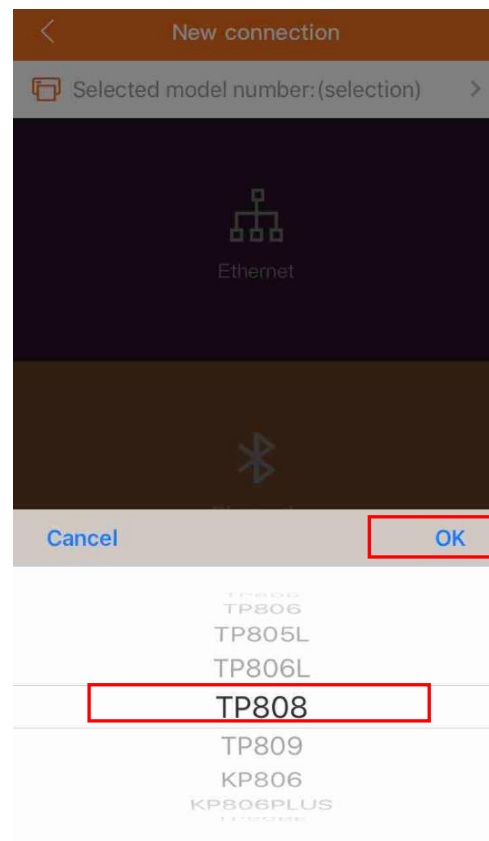 New connection
Selected model number:(selection)
Ethernet
Cancel
OK
TP806
TP805L
TP806L
TP808
TP809
KP806
KP806PLUS